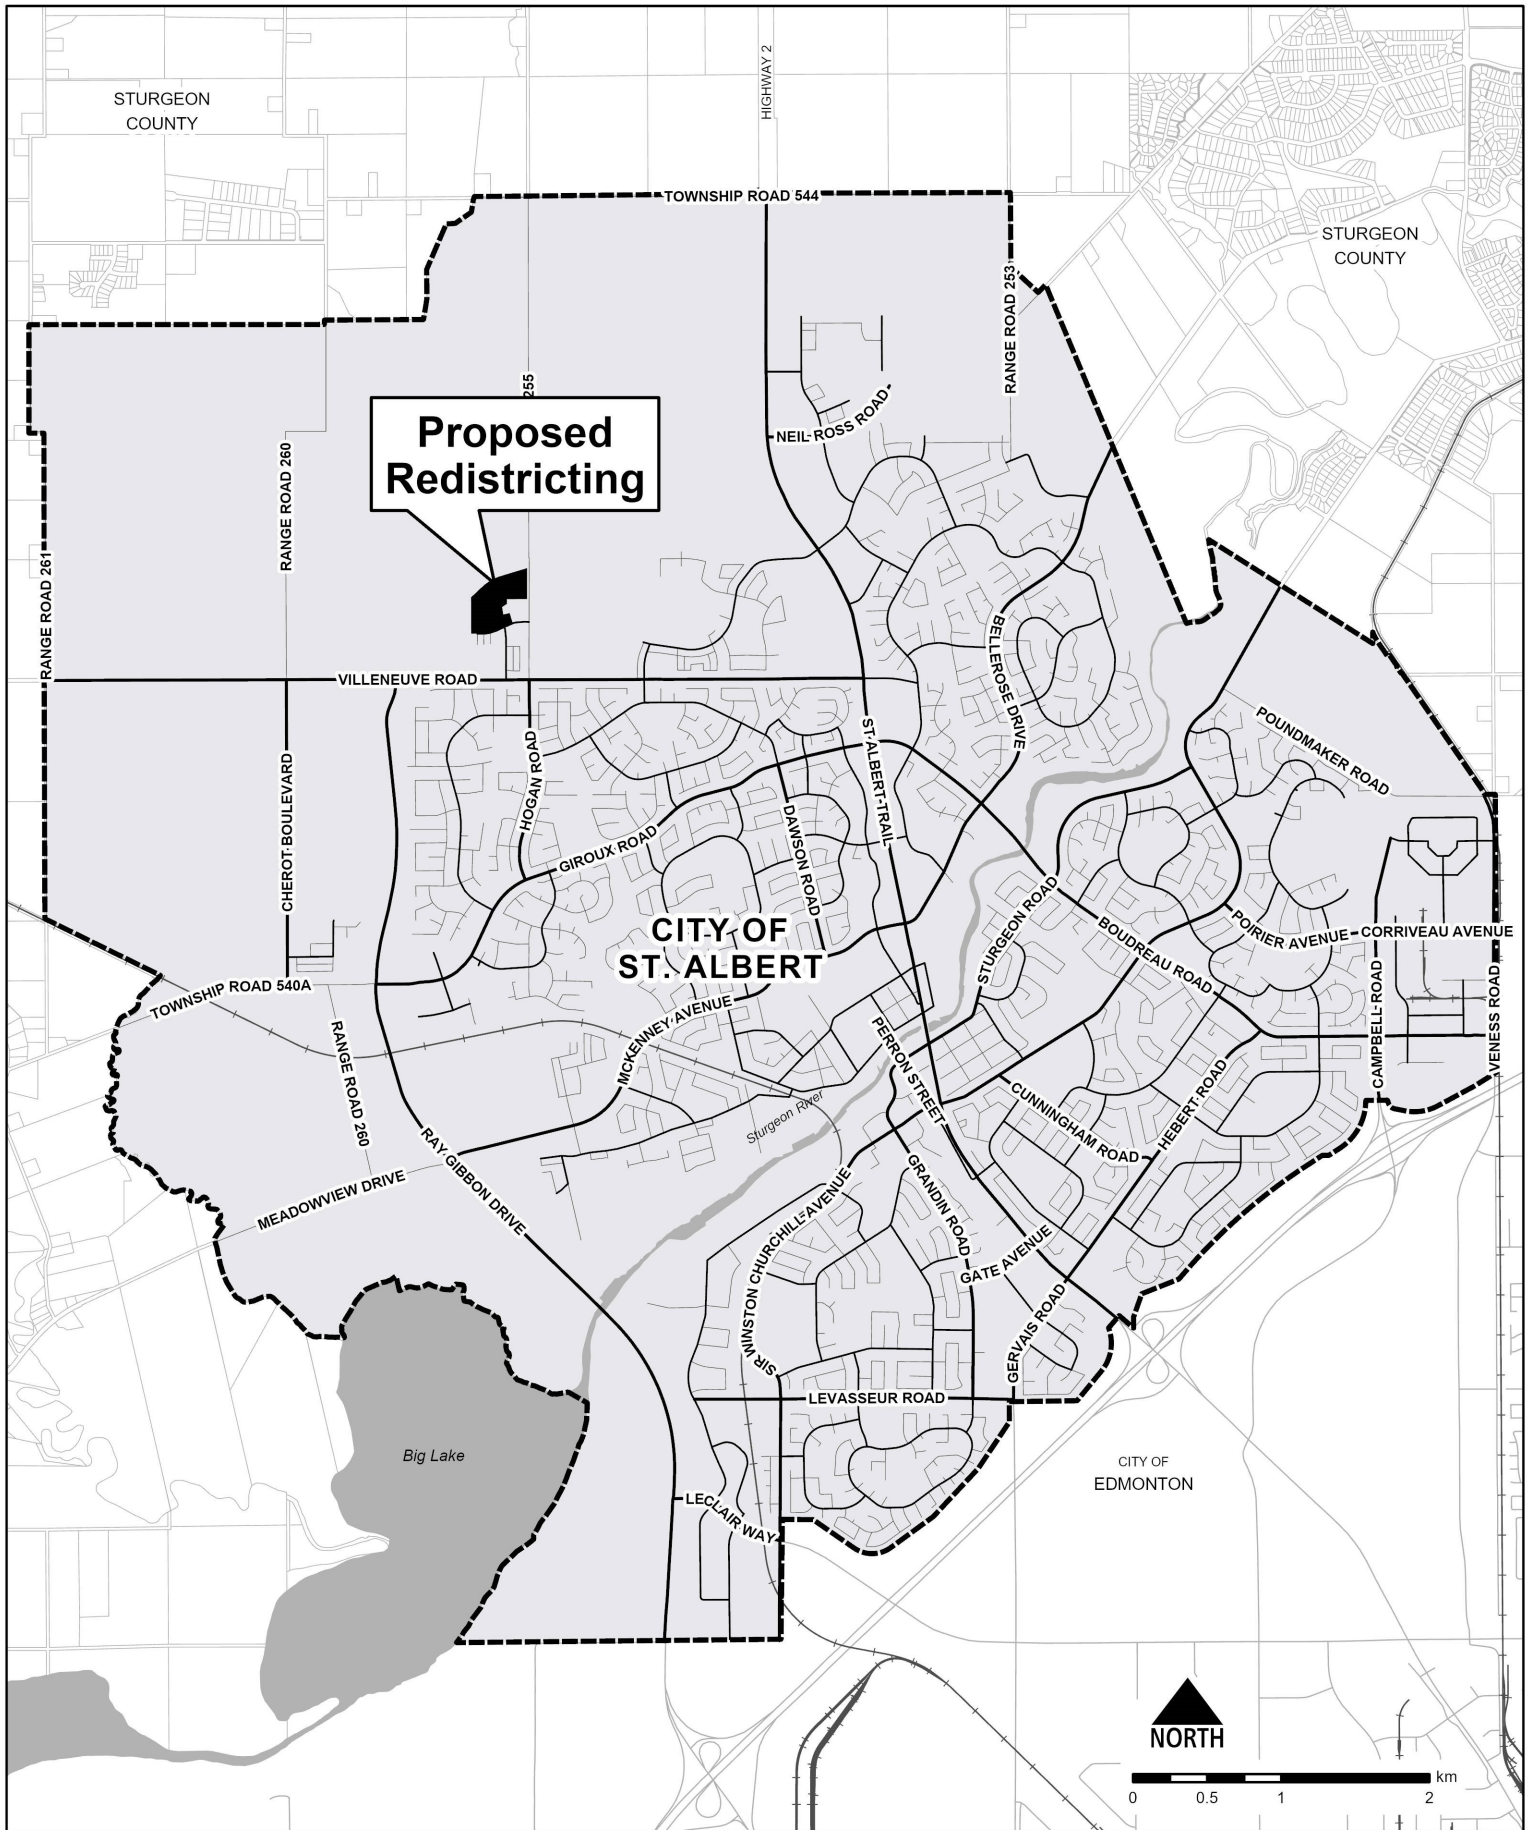 HIGHWAY 2
STURGEON
COUNTY
TOWNSHIP ROAD 544
STURGEON
COUNTY
RANGE ROAD 253
255
Proposed
Redistricting
NEIL ROSS ROAD
RANGE ROAD 260
RANGE ROAD 261
VILLENEUVE ROAD
BELLEROSE DRIVE
POUNDMAKER ROAD
ST. ALBERT TRAIL
HOGAN ROAD
CHEROT BOULEVARD
GIROUX ROAD
DAWSON ROAD
CITY OF
ST. ALBERT
STURGEON ROAD
BOUDREAU ROAD
POIRIER AVENUE
CORRIVEAU AVENUE
TOWNSHIP ROAD 540A
RANGE ROAD 260
MCKENNEY AVENUE
PERRON STREET
CAMPBELL ROAD
VENESS ROAD
Sturgeon River
CUNNINGHAM ROAD
HEBERT ROAD
RAY GIBBON DRIVE
MEADOWVIEW DRIVE
SIR WINSTON CHURCHILL AVENUE
GRANDIN ROAD
GATE AVENUE
GERVAIS ROAD
LEVASSEUR ROAD
Big Lake
CITY OF
EDMONTON
LECLAIR WAY
NORTH
km
0 0.5 1 2